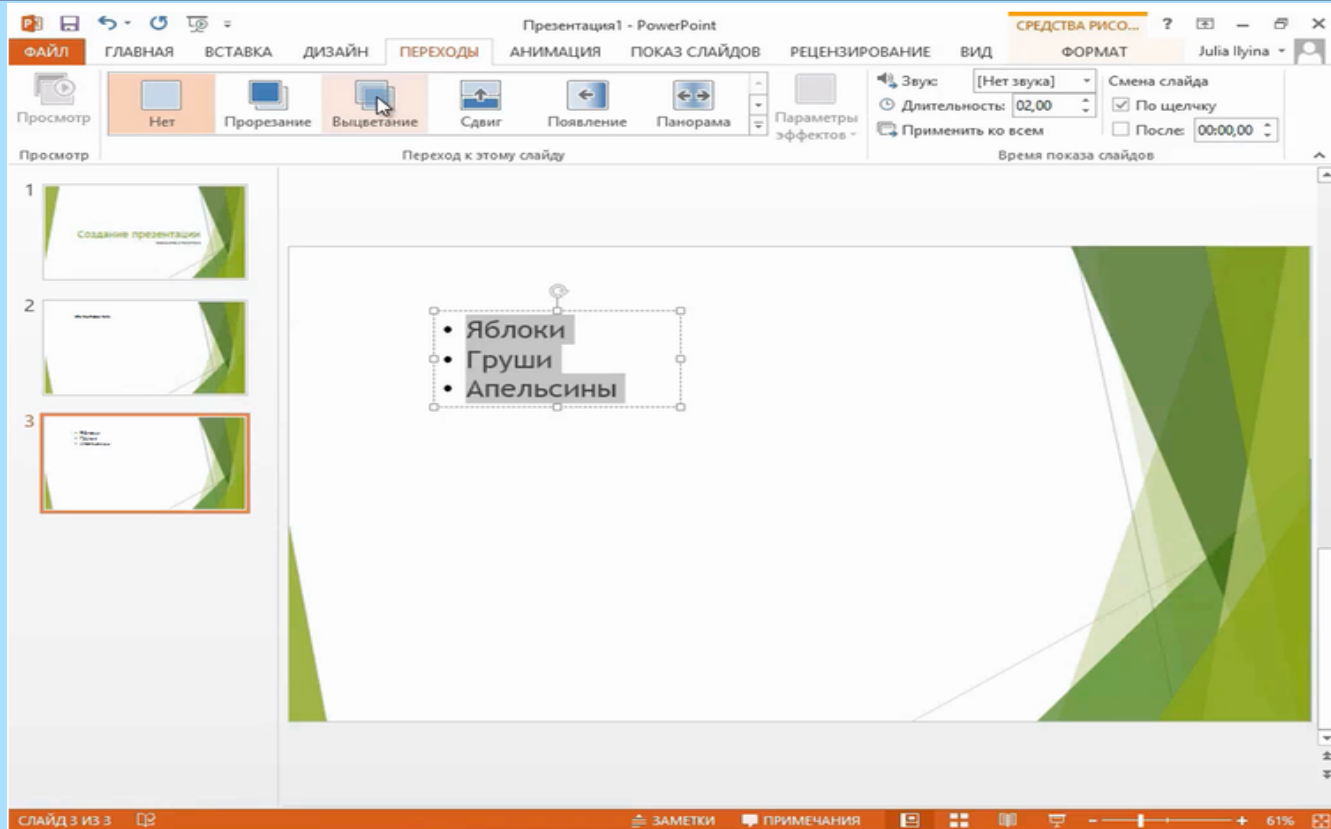 Презентация1 - PowerPoint
СРЕДСТВА РИСО...
?
ФАЙЛ ГЛАВНАЯ ВСТАВКА ДИЗАЙН ПЕРЕХОДЫ АНИМАЦИЯ ПОКАЗ СЛАЙДОВ РЕЦЕНЗИРОВАНИЕ ВИД ФОРМАТ Julia Ilyina
Просмотр
Нет Прорезание Выцветание Сдвиг Появление Панорама
Параметры
эффектов
Звук: [Нет звука]
Длительность: 02,00
Применить ко всем
Смена слайда
По щелчку
После: 00:00,00
Просмотр Переход к этому слайду Время показа слайдов
1
Создание презентации
2
3
Яблоки
Груши
Апельсины
• Яблоки
• Груши
• Апельсины
СЛАЙД 3 ИЗ 3 ЗАМЕТКИ ПРИМЕЧАНИЯ 61%